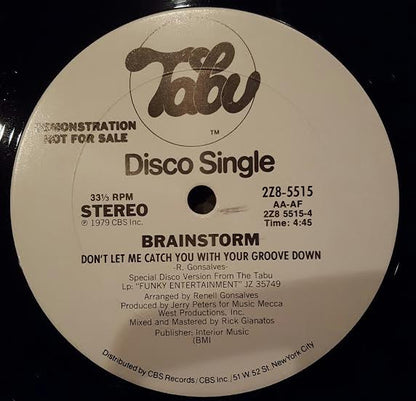 Tabu
TM
DEMONSTRATION
NOT FOR SALE
Disco Single
33⅓ RPM
STEREO
℗ 1979 CBS Inc.
2Z8-5515
AA-AF
2Z8 5515-4
Time: 4:45
BRAINSTORM
DON'T LET ME CATCH YOU WITH YOUR GROOVE DOWN
-R. Gonsalves-
Special Disco Version From The Tabu
Lp: "FUNKY ENTERTAINMENT" JZ 35749
Arranged by Renell Gonsalves
Produced by Jerry Peters for Music Mecca
West Productions, Inc.
Mixed and Mastered by Rick Gianatos
Publisher: Interior Music
(BMI
Distributed by CBS Records/CBS Inc./51 W. 52 St. New York City